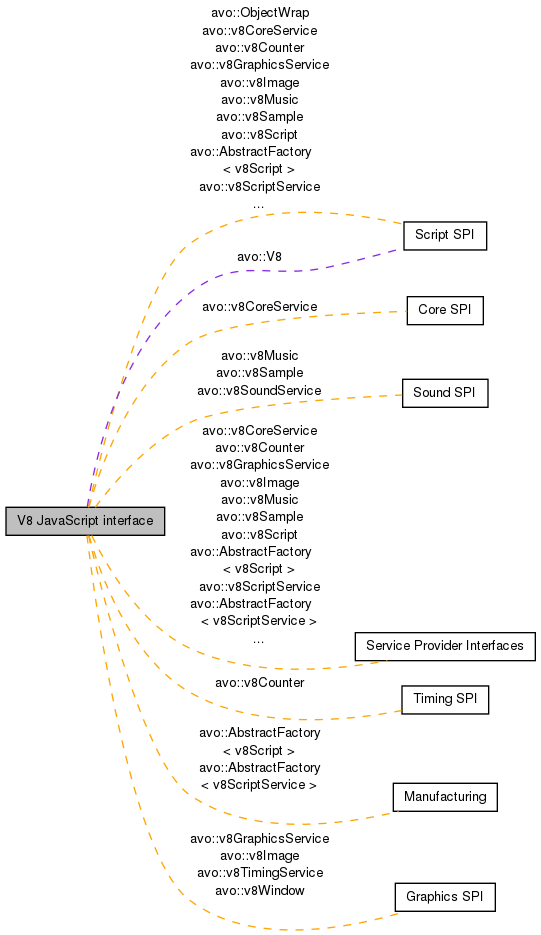 avo::ObjectWrap
avo::v8CoreService
avo::v8Counter
avo::v8GraphicsService
avo::v8Image
avo::v8Music
avo::v8Sample
avo::v8Script
avo::AbstractFactory
< v8Script >
avo::v8ScriptService
...
Script SPI
avo::V8
avo::v8CoreService
Core SPI
avo::v8Music
avo::v8Sample
avo::v8SoundService
Sound SPI
avo::v8CoreService
avo::v8Counter
avo::v8GraphicsService
avo::v8Image
avo::v8Music
avo::v8Sample
avo::v8Script
avo::AbstractFactory
< v8Script >
avo::v8ScriptService
avo::AbstractFactory
< v8ScriptService >
...
V8 JavaScript interface
Service Provider Interfaces
avo::v8Counter
Timing SPI
avo::AbstractFactory
< v8Script >
avo::AbstractFactory
< v8ScriptService >
Manufacturing
avo::v8GraphicsService
avo::v8Image
avo::v8TimingService
avo::v8Window
Graphics SPI